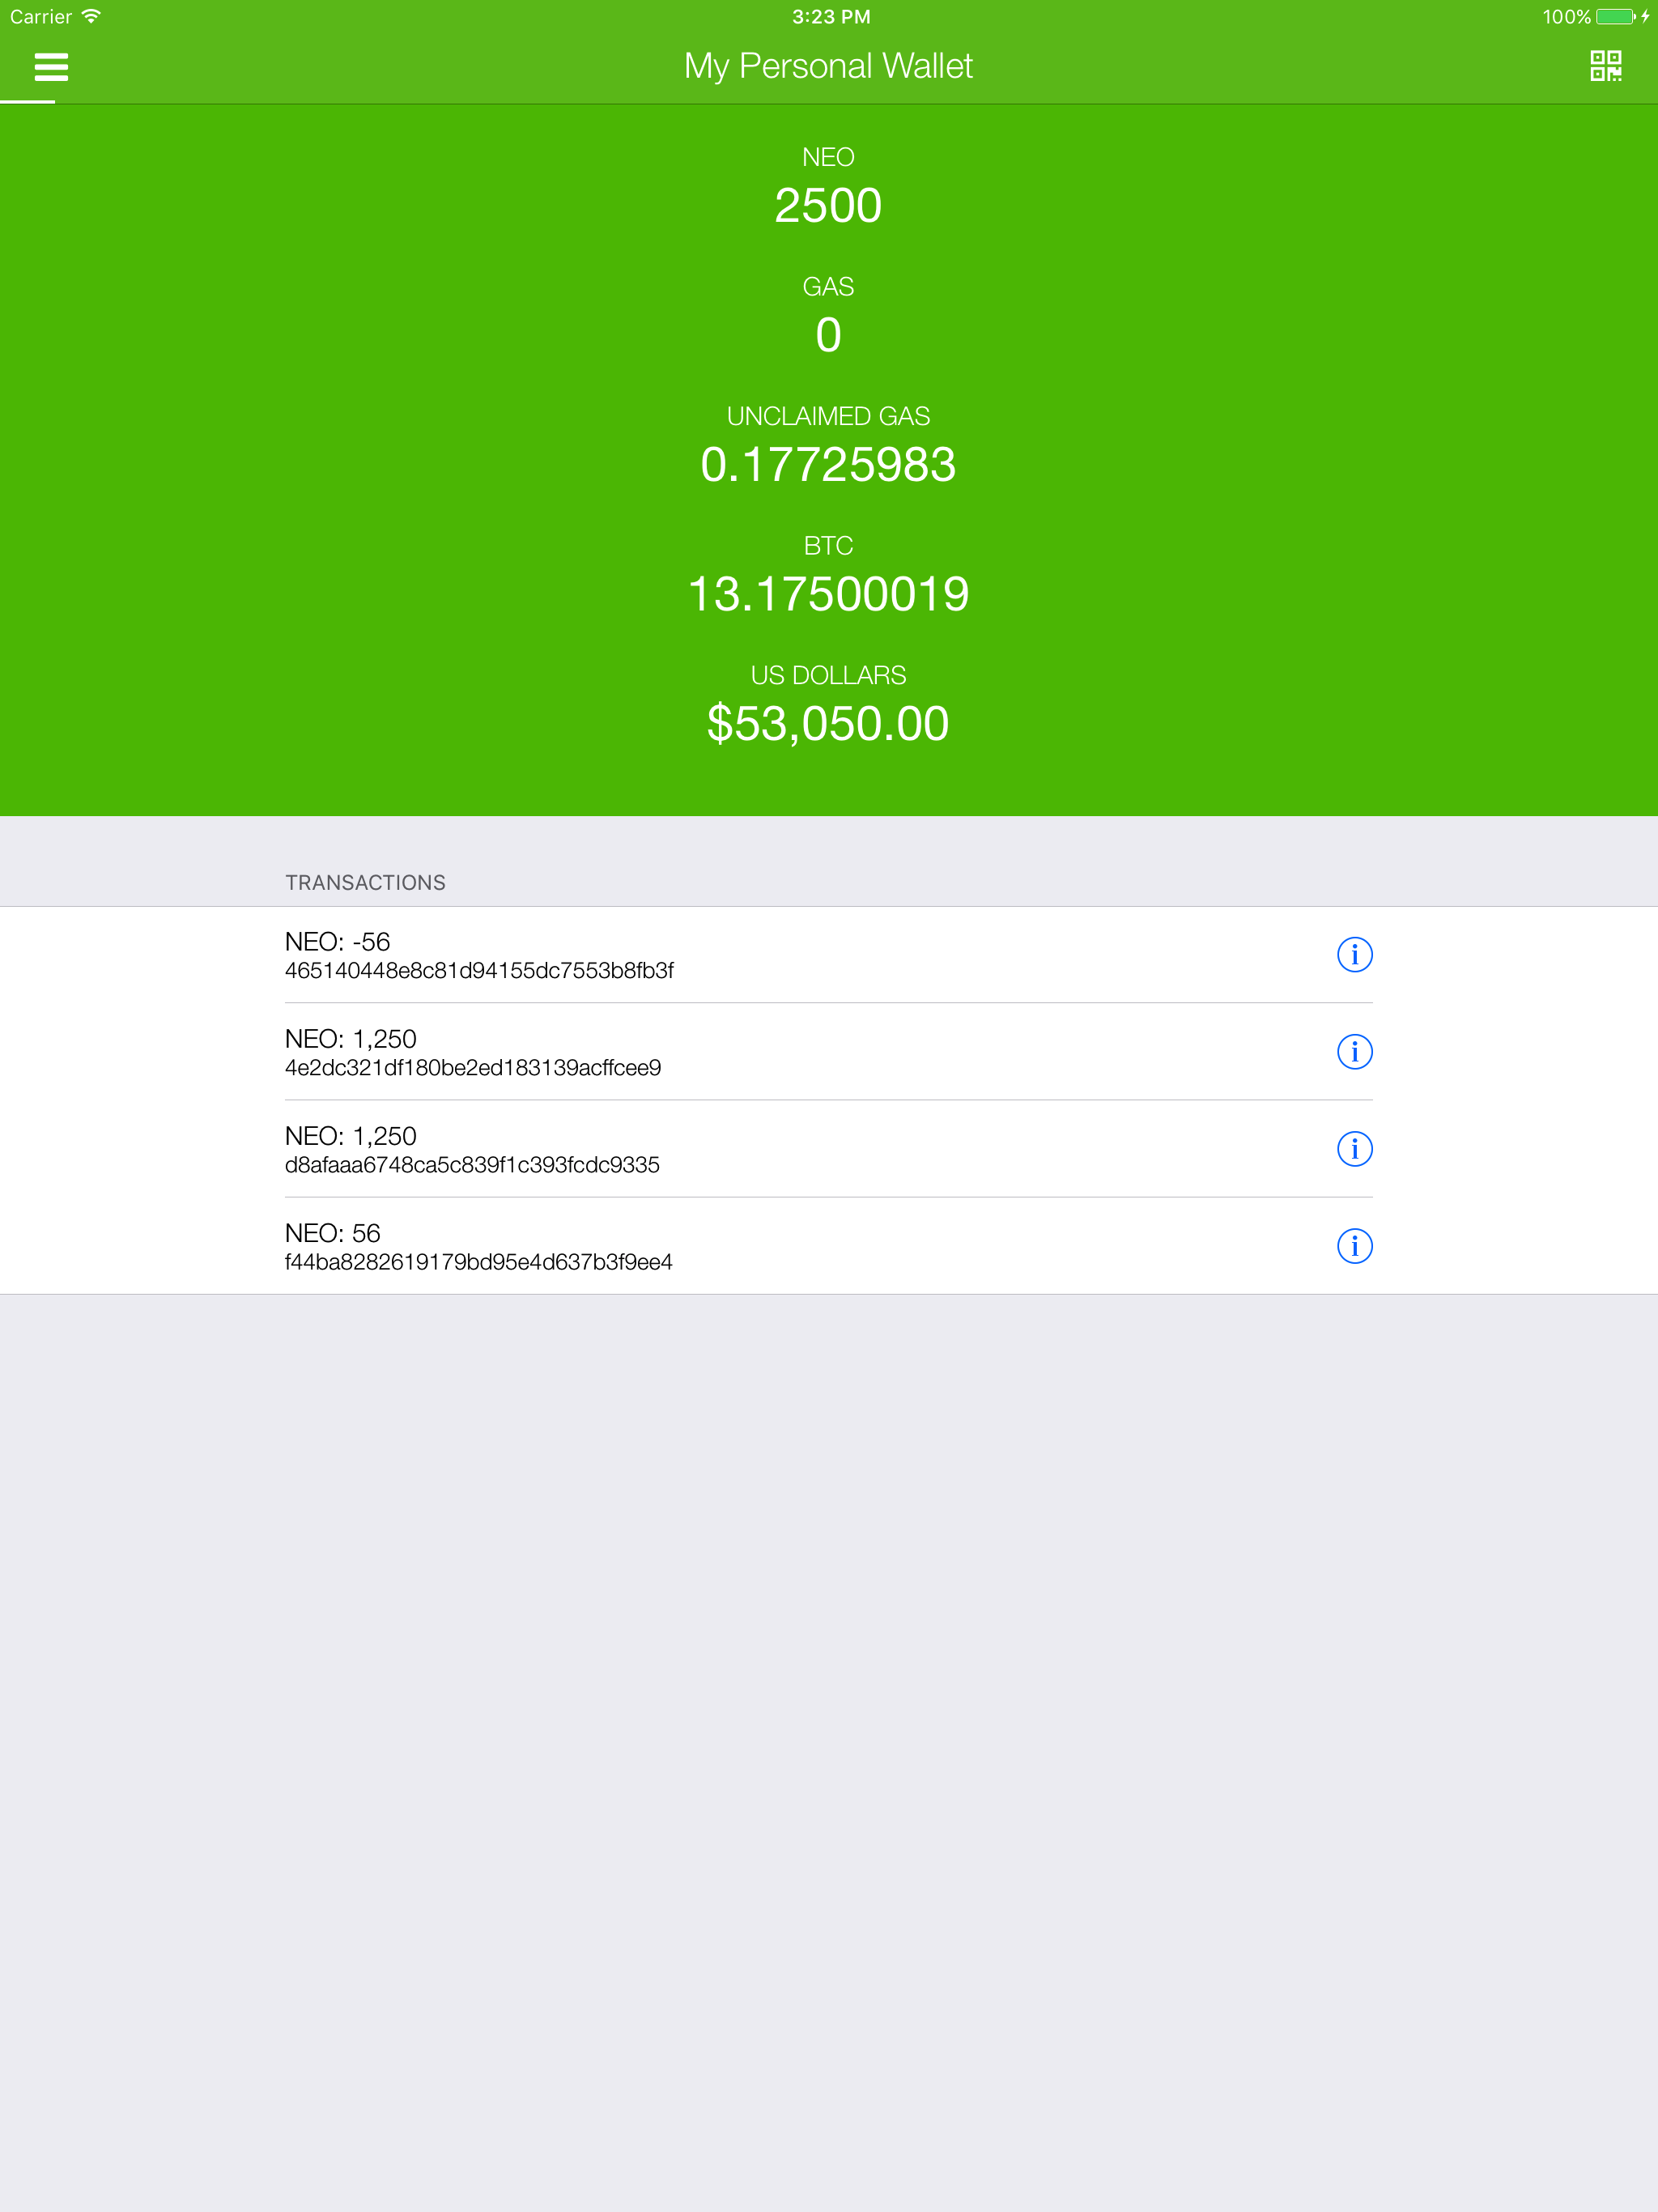 Carrier
3:23 PM
100%
My Personal Wallet
NEO
2500
GAS
0
UNCLAIMED GAS
0.17725983
BTC
13.17500019
US DOLLARS
$53,050.00
TRANSACTIONS
NEO: -56
465140448e8c81d94155dc7553b8fb3f
NEO: 1,250
4e2dc321df180be2ed183139acffcee9
NEO: 1,250
d8afaaa6748ca5c839f1c393fcdc9335
NEO: 56
f44ba8282619179bd95e4d637b3f9ee4